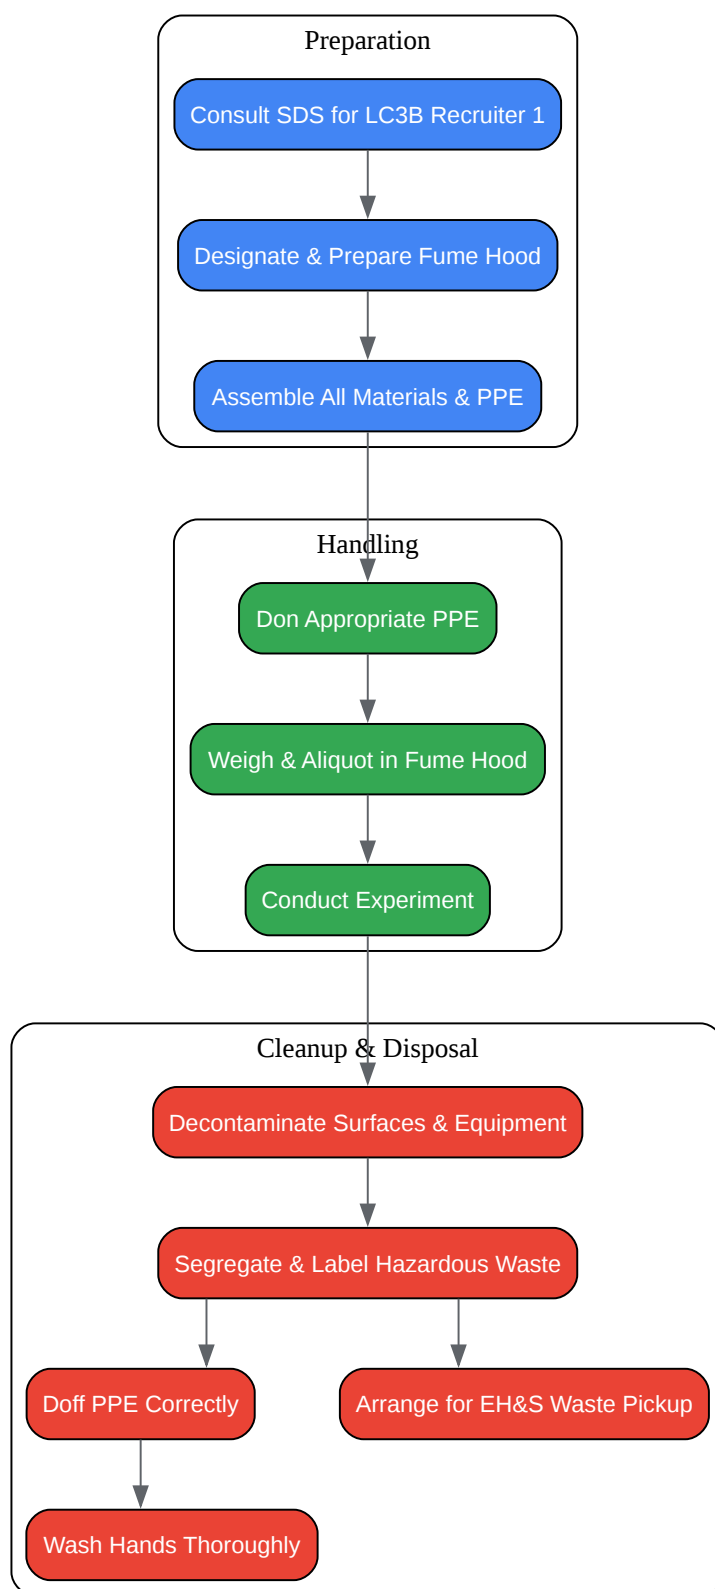 Preparation
Consult SDS for LC3B Recruiter 1
Designate & Prepare Fume Hood
Assemble All Materials & PPE
Handling
Don Appropriate PPE
Weigh & Aliquot in Fume Hood
Conduct Experiment
Cleanup & Disposal
Decontaminate Surfaces & Equipment
Segregate & Label Hazardous Waste
Doff PPE Correctly
Arrange for EH&S Waste Pickup
Wash Hands Thoroughly